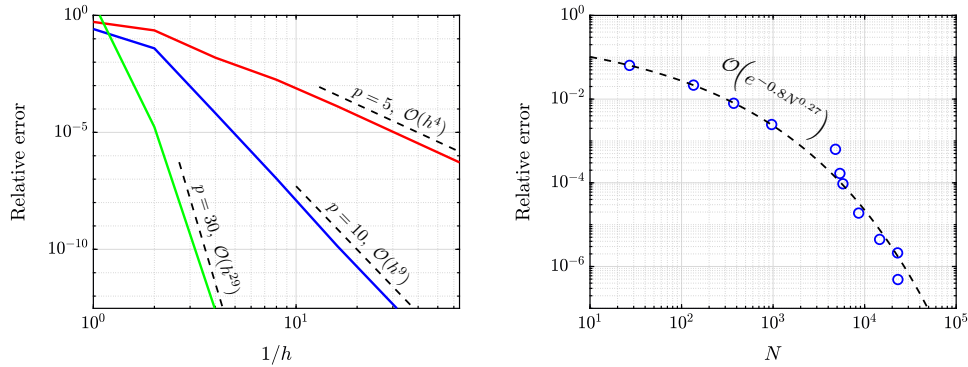 10^0
10^−5
10^−10
10^0
10^1
Relative error
1/h
p = 5, 𝒪(h^4)
p = 10, 𝒪(h^9)
p = 30, 𝒪(h^29)
10^0
10^−2
10^−4
10^−6
10^1
10^2
10^3
10^4
10^5
Relative error
N
𝒪(e^−0.8N^0.27)